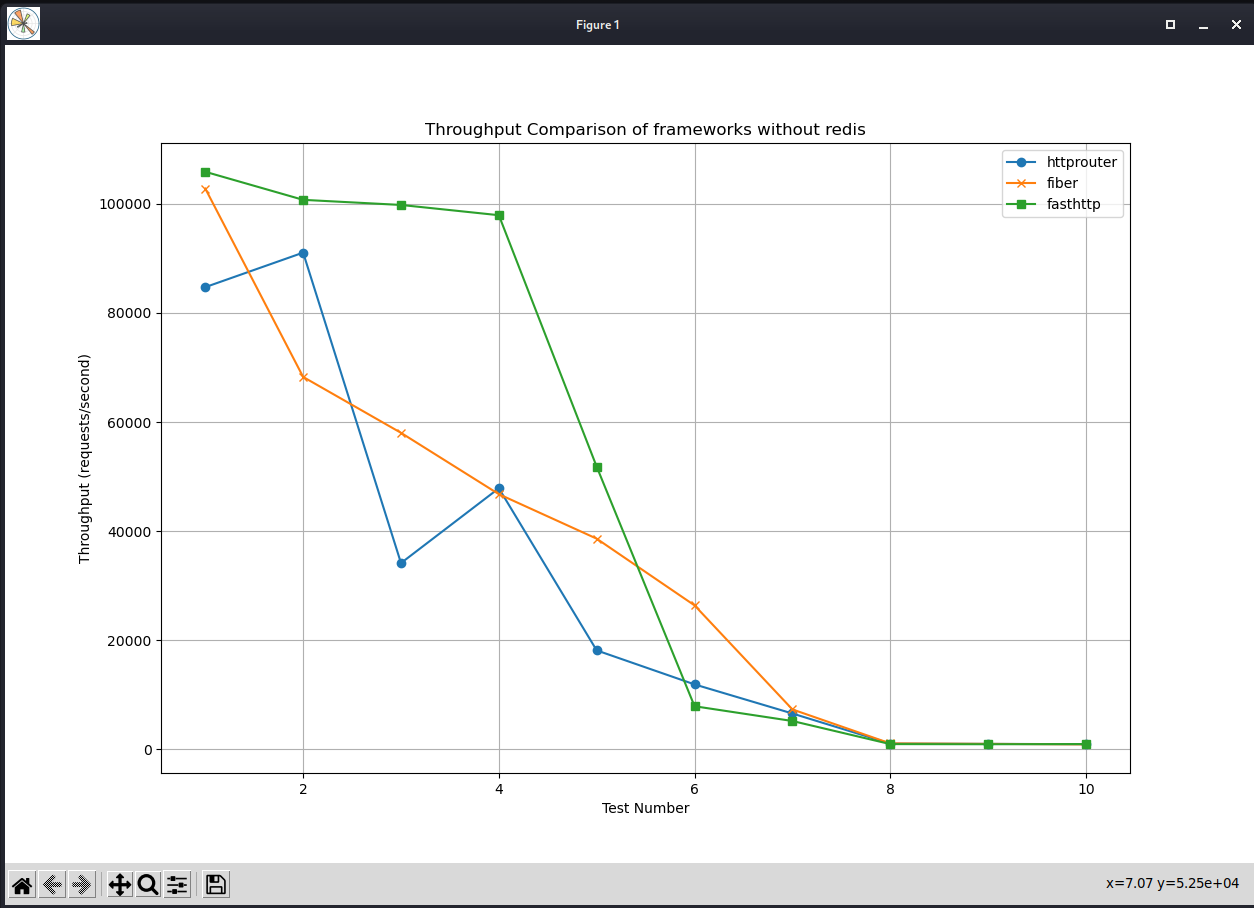 Figure 1
Throughput Comparison of frameworks without redis
httprouter
fiber
fasthttp
100000
80000
60000
40000
20000
0
Throughput (requests/second)
2 4 6 8 10
Test Number
x=7.07 y=5.25e+04